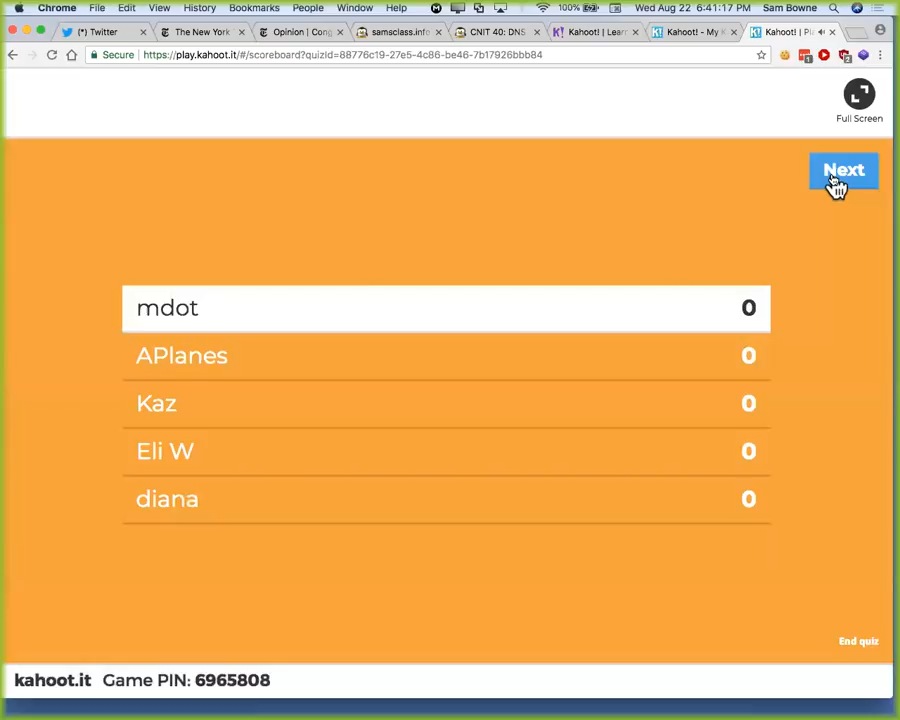 Chrome File Edit View History Bookmarks People Window Help 100% Wed Aug 22 6:41:17 PM Sam Bowne
(*) Twitter The New York Opinion | Cong samsclass.info CNIT 40: DNS Kahoot! | Learn Kahoot! - My K Kahoot! | Pl
Secure https://play.kahoot.it/#/scoreboard?quizId=88776c19-27e5-4c86-be46-7b17926bbb84 1 2
Full Screen
Next
mdot 0
APlanes 0
Kaz 0
Eli W 0
diana 0
End quiz
kahoot.it Game PIN: 6965808